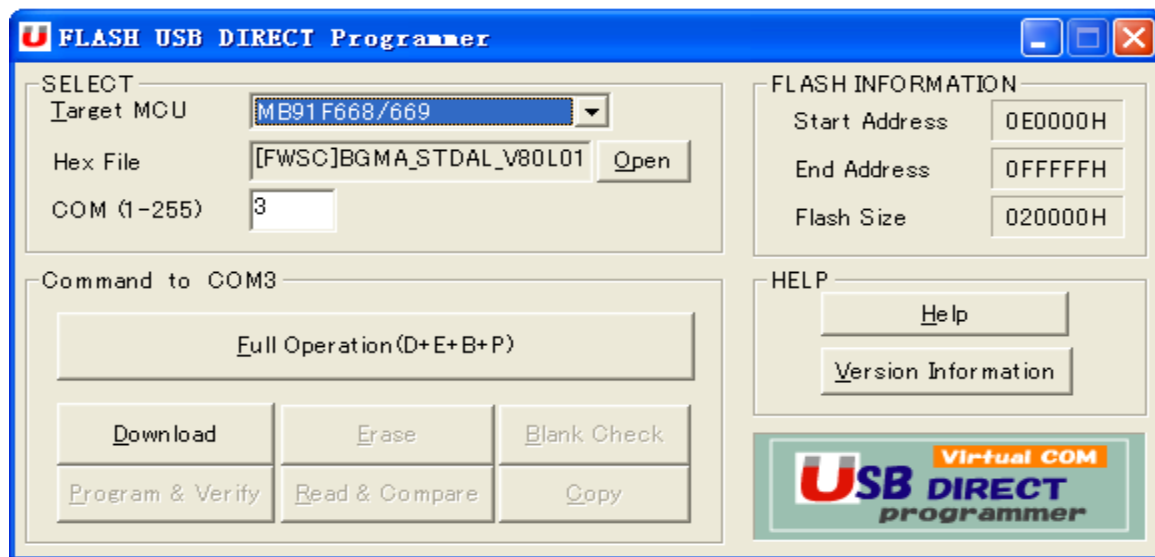 FLASH USB DIRECT Programmer
SELECT
Target MCU MB91F668/669
Hex File [FWSC]BGMA_STDAL_V80L01 Open
COM (1-255) 3
Command to COM3
Full Operation(D+E+B+P)
Download Erase Blank Check
Program & Verify Read & Compare Copy
FLASH INFORMATION
Start Address 0E0000H
End Address 0FFFFFH
Flash Size 020000H
HELP
Help
Version Information
Virtual COM
USB DIRECT
programmer